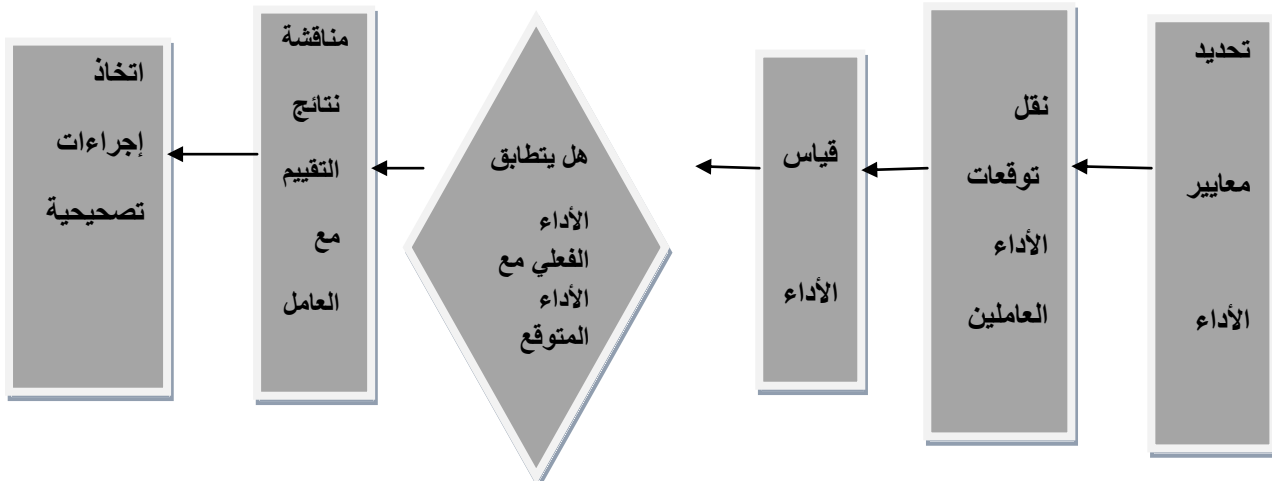 تحديد
معايير
الأداء
نقل
توقعات
الأداء
العاملين
قياس
الأداء
هل يتطابق
الأداء
الفعلي مع
الأداء
المتوقع
مناقشة
نتائج
التقييم
مع
العامل
اتخاذ
إجراءات
تصحيحية